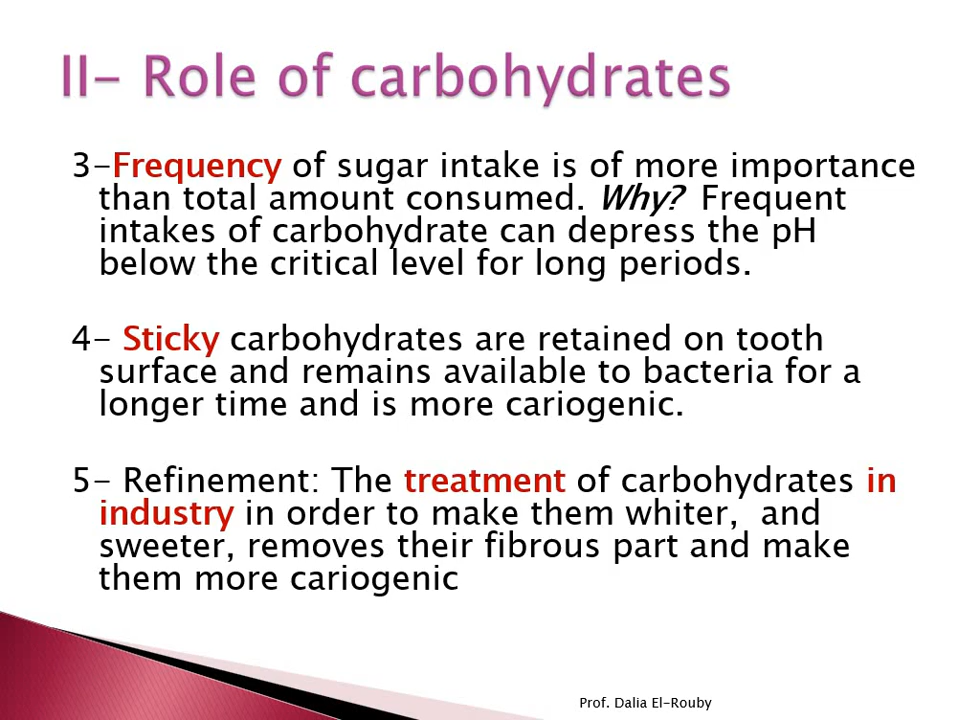 II- Role of carbohydrates
3-Frequency of sugar intake is of more importance
than total amount consumed. Why?  Frequent
intakes of carbohydrate can depress the pH
below the critical level for long periods.
4- Sticky carbohydrates are retained on tooth
surface and remains available to bacteria for a
longer time and is more cariogenic.
5- Refinement: The treatment of carbohydrates in
industry in order to make them whiter,  and
sweeter, removes their fibrous part and make
them more cariogenic
Prof. Dalia El-Rouby